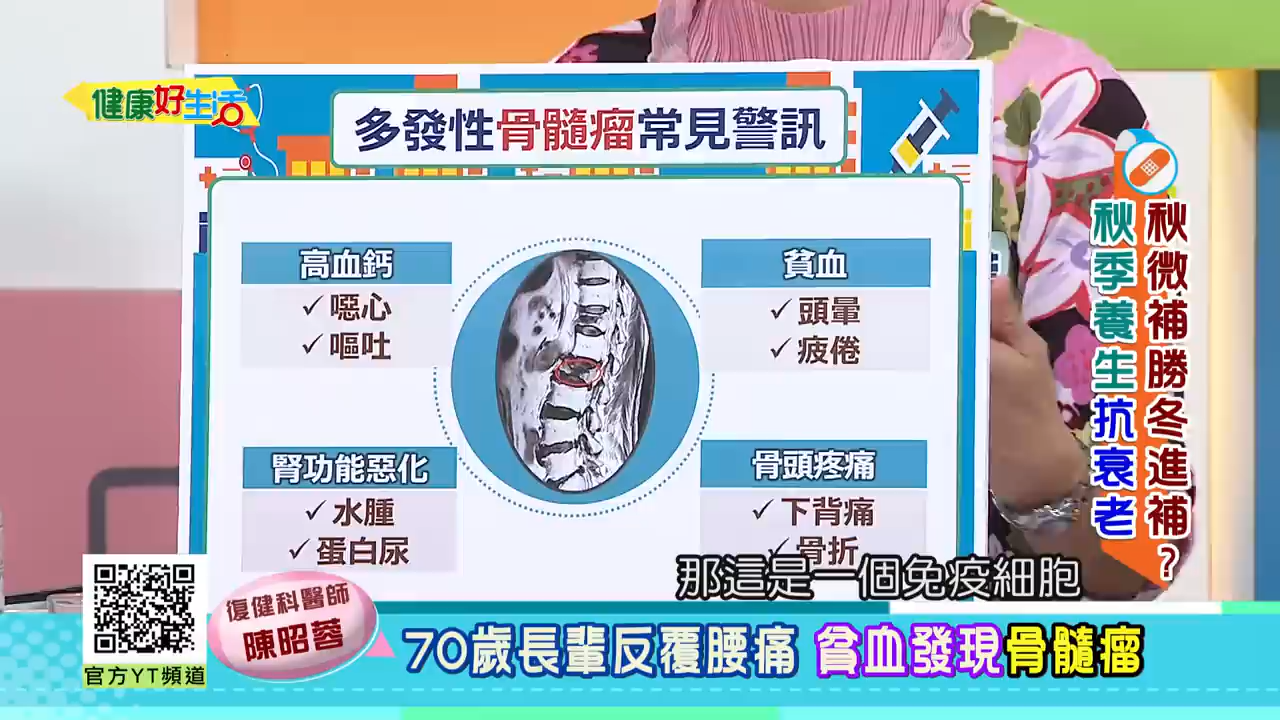 健康好生活
多發性骨髓瘤常見警訊
高血鈣
✓噁心
✓嘔吐
貧血
✓頭暈
✓疲倦
腎功能惡化
✓水腫
✓蛋白尿
骨頭疼痛
✓下背痛
✓骨折
秋微補勝冬進補?
秋季養生抗衰老
那這是一個免疫細胞
官方YT頻道
復健科醫師
陳昭蓉
70歲長輩反覆腰痛 貧血發現骨髓瘤